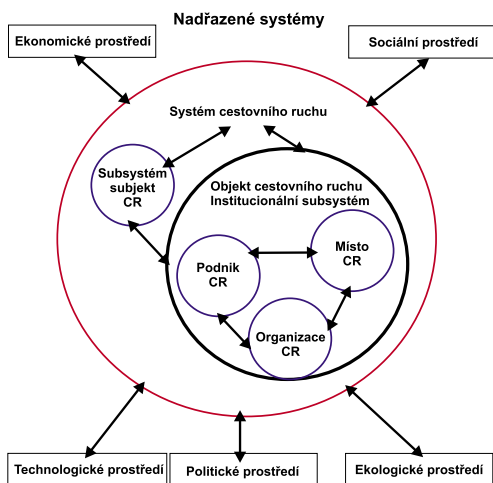 Nadřazené systémy
Ekonomické prostředí
Sociální prostředí
Systém cestovního ruchu
Subsystém
subjekt
CR
Objekt cestovního ruchu
Institucionální subsystém
Podnik
CR
Místo
CR
Organizace
CR
Technologické prostředí
Politické prostředí
Ekologické prostředí